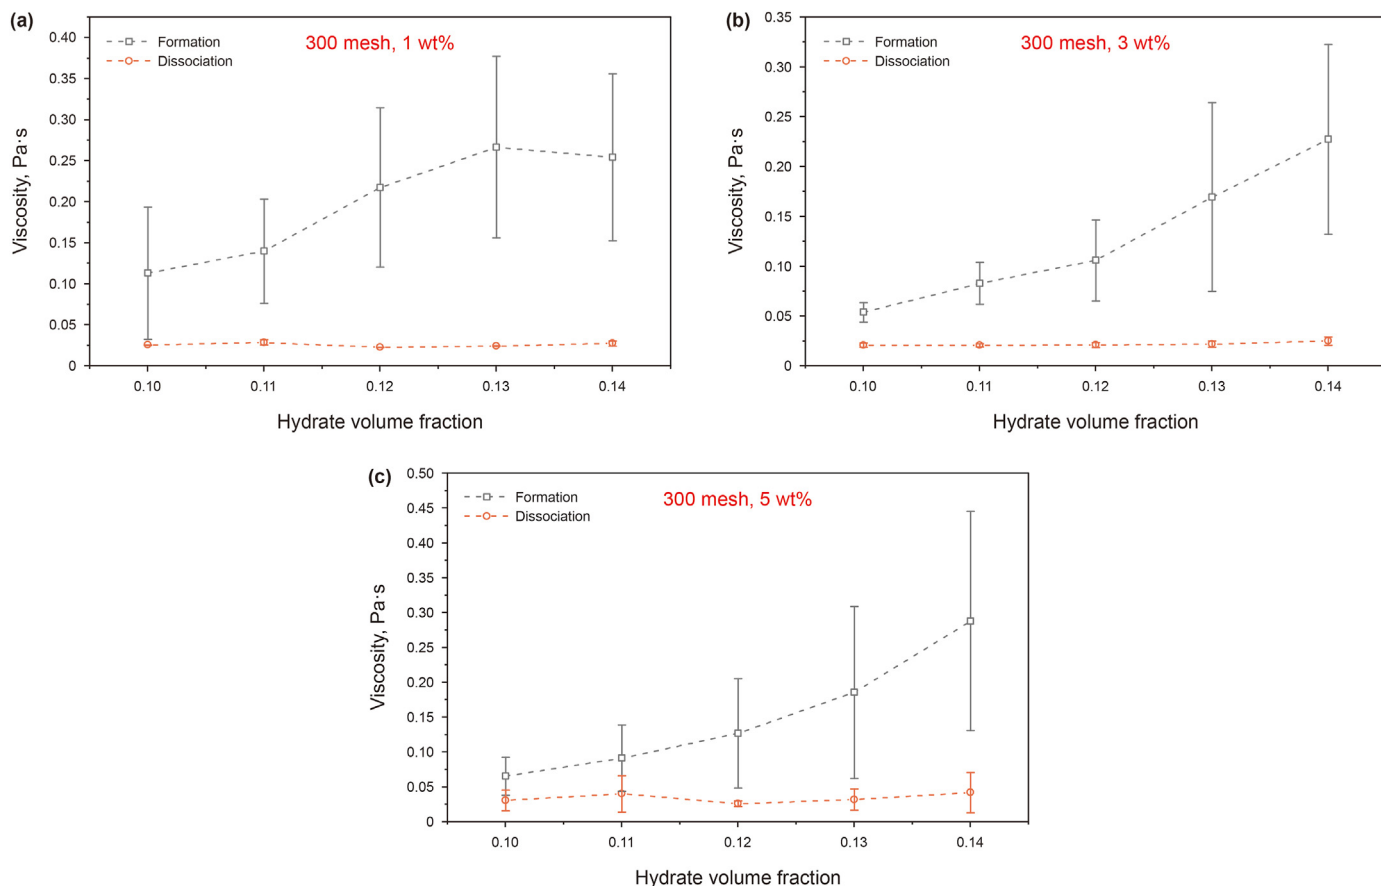 (a)
300 mesh, 1 wt%
Formation
Dissociation
Viscosity, Pa·s
0.40
0.35
0.30
0.25
0.20
0.15
0.10
0.05
0
0.10 0.11 0.12 0.13 0.14
Hydrate volume fraction
(b)
300 mesh, 3 wt%
Formation
Dissociation
Viscosity, Pa·s
0.35
0.30
0.25
0.20
0.15
0.10
0.05
0
0.10 0.11 0.12 0.13 0.14
Hydrate volume fraction
(c)
300 mesh, 5 wt%
Formation
Dissociation
Viscosity, Pa·s
0.50
0.45
0.40
0.35
0.30
0.25
0.20
0.15
0.10
0.05
0
0.10 0.11 0.12 0.13 0.14
Hydrate volume fraction